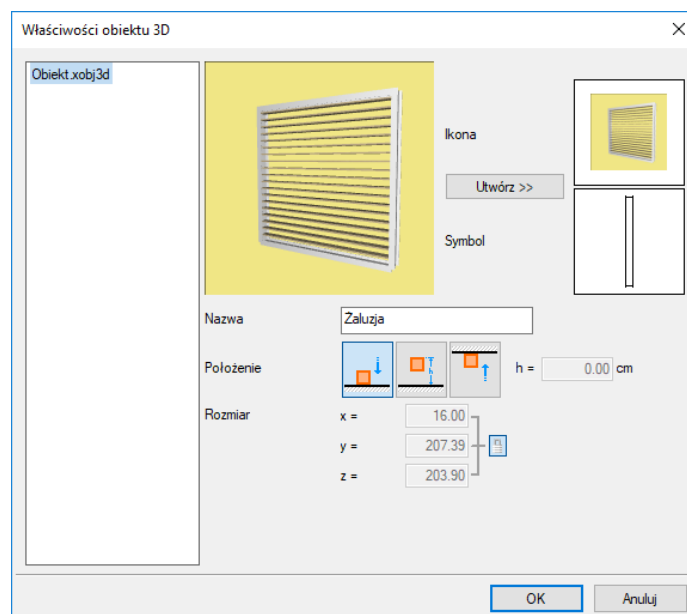 Właściwości obiektu 3D
Obiekt.xobj3d
Ikona
Utwórz >>
Symbol
Nazwa
Żaluzja
Położenie
h = 0.00 cm
Rozmiar
x = 16.00
y = 207.39
z = 203.90
OK
Anuluj